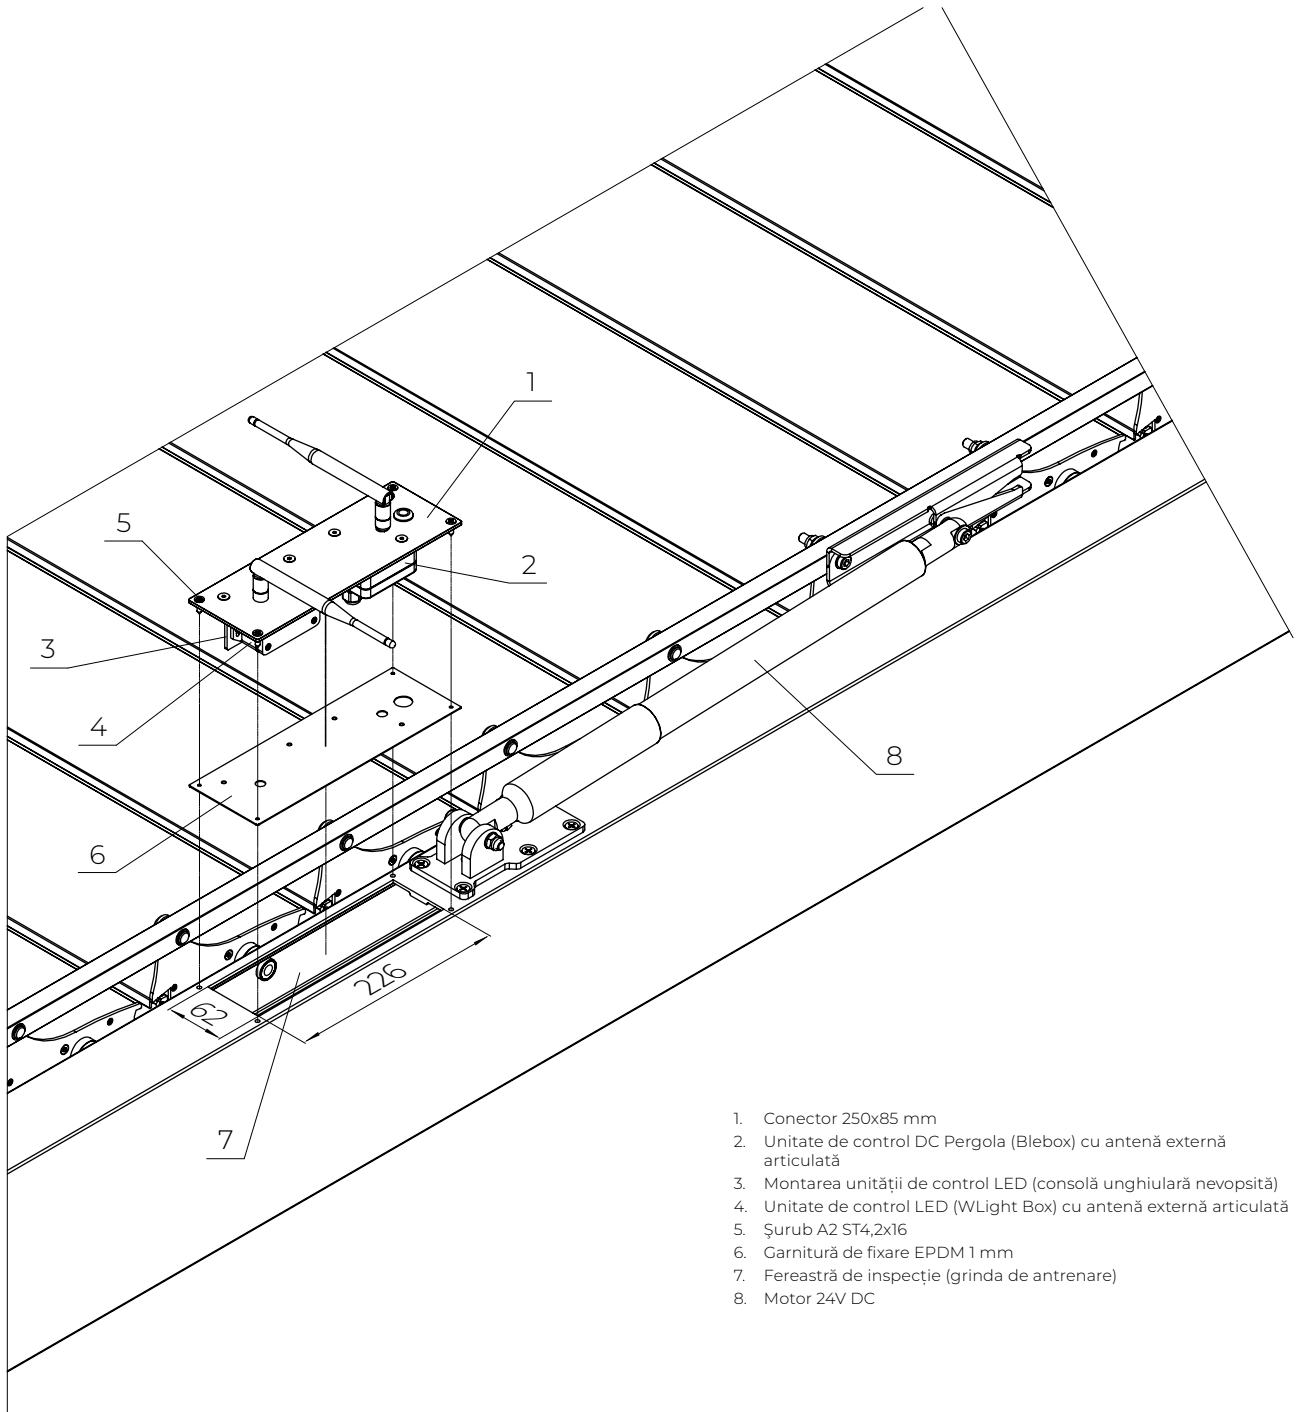 1
5
2
3
4
8
6
226
62
7
1. Conector 250x85 mm
2. Unitate de control DC Pergola (Blebox) cu antenă externă
articulată
3. Montarea unității de control LED (consolă unghiulară nevopsită)
4. Unitate de control LED (WLight Box) cu antenă externă articulată
5. Şurub A2 ST4,2x16
6. Garnitură de fixare EPDM 1 mm
7. Fereastră de inspecție (grinda de antrenare)
8. Motor 24V DC